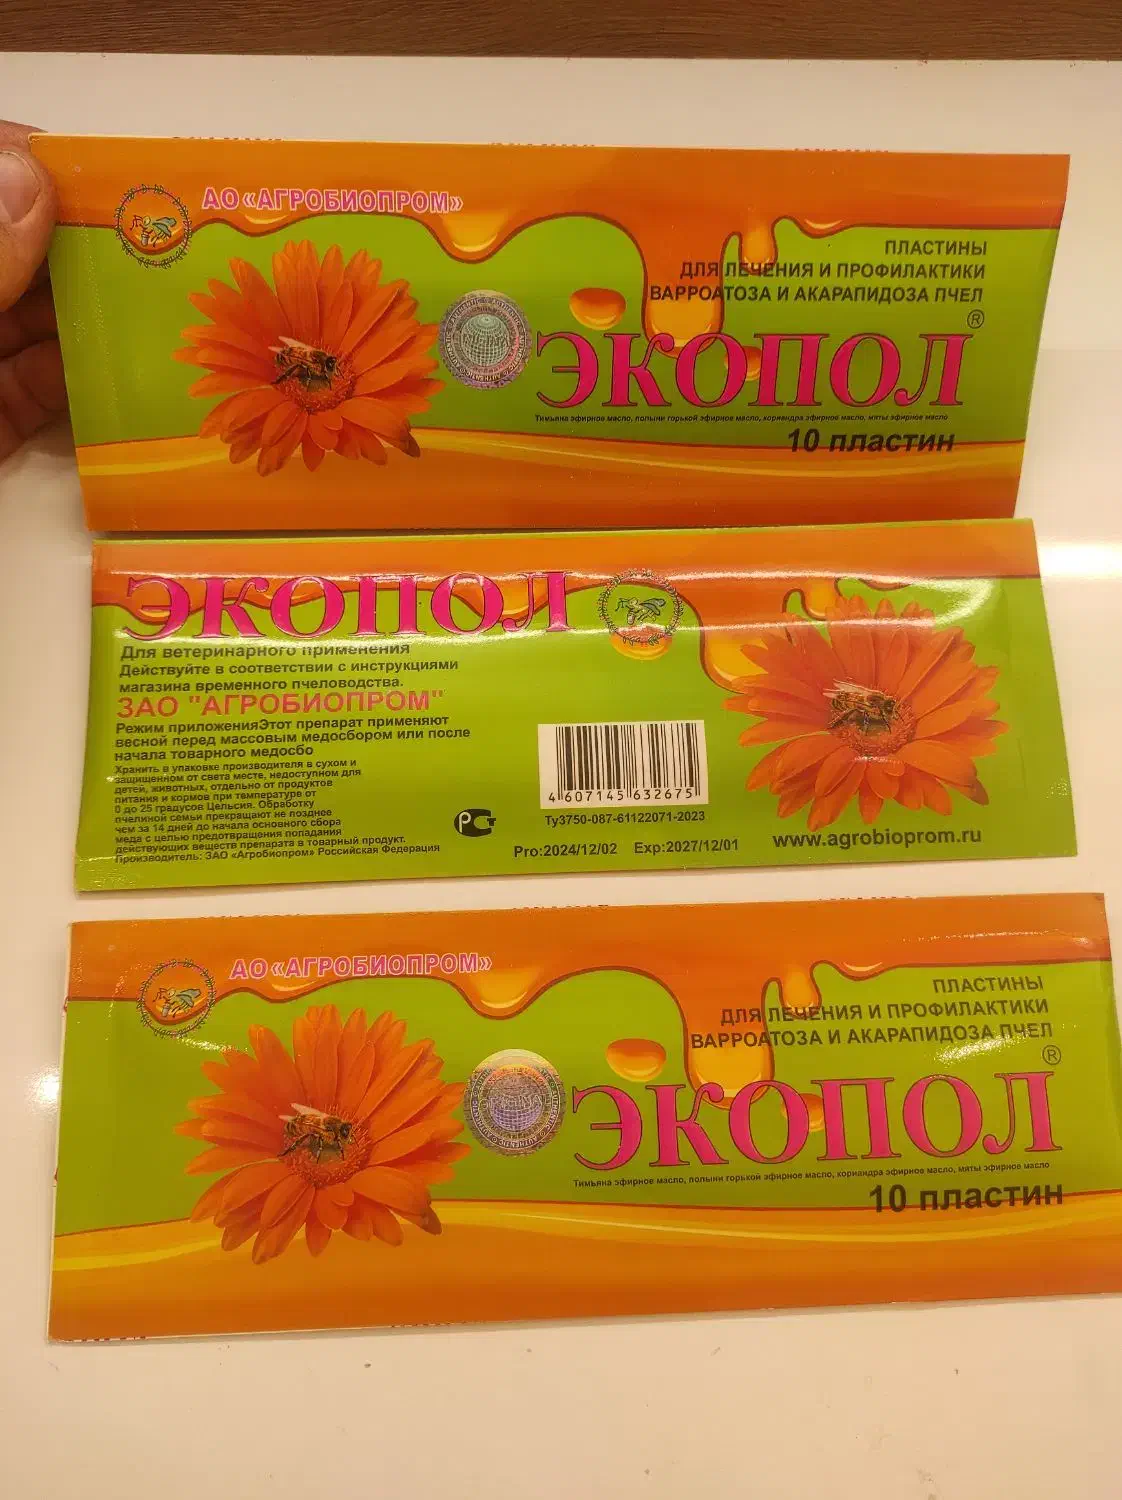 АО «АГРОБИОПРОМ»
ПЛАСТИНЫ
ДЛЯ ЛЕЧЕНИЯ И ПРОФИЛАКТИКИ
ВАРРОАТОЗА И АКАРАПИДОЗА ПЧЕЛ
ЭКОПОЛ®
Тимьяна эфирное масло, полыни горькой эфирное масло, кориандра эфирное масло, мяты эфирное масло
10 пластин
ЭКОПОЛ
Для ветеринарного применения
Действуйте в соответствии с инструкциями
магазина временного пчеловодства.
ЗАО "АГРОБИОПРОМ"
Режим приложенияЭтот препарат применяют
весной перед массовым медосбором или после
начала товарного медосбо
Хранить в упаковке производителя в сухом и
защищенном от света месте, недоступном для
детей, животных, отдельно от продуктов
питания и кормов при температуре от
0 до 25 градусов Цельсия. Обработку
пчелиной семьи прекращают не позднее
чем за 14 дней до начала основного сбора
меда с целью предотвращения попадания
действующих веществ препарата в товарный продукт.
Производитель: ЗАО «Агробиопром» Российская Федерация
4 607145 632675
Ту3750-087-61122071-2023
Pro:2024/12/02 Exp:2027/12/01
www.agrobioprom.ru
АО «АГРОБИОПРОМ»
ПЛАСТИНЫ
ДЛЯ ЛЕЧЕНИЯ И ПРОФИЛАКТИКИ
ВАРРОАТОЗА И АКАРАПИДОЗА ПЧЕЛ
ЭКОПОЛ®
Тимьяна эфирное масло, полыни горькой эфирное масло, кориандра эфирное масло, мяты эфирное масло
10 пластин